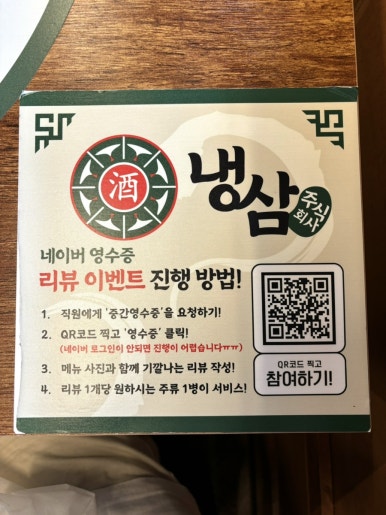 酒
냉삼
주식
회사
네이버 영수증
리뷰 이벤트 진행 방법!
1. 직원에게 '중간영수증'을 요청하기!
2. QR코드 찍고 '영수증' 클릭!
(네이버 로그인이 안되면 진행이 어렵습니다ㅠㅠ)
3. 메뉴 사진과 함께 기깔나는 리뷰 작성!
4. 리뷰 1개당 원하시는 주류 1병이 서비스!
QR코드 찍고
참여하기!